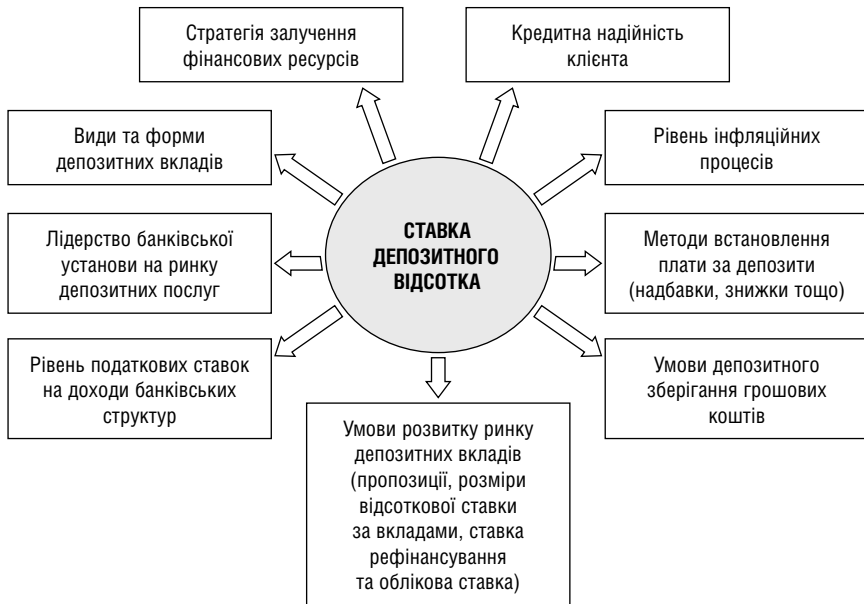 Стратегія залучення
фінансових ресурсів
Кредитна надійність
клієнта
Види та форми
депозитних вкладів
Рівень інфляційних
процесів
СТАВКА
ДЕПОЗИТНОГО
ВІДСОТКА
Лідерство банківської
установи на ринку
депозитних послуг
Методи встановлення
плати за депозити
(надбавки, знижки тощо)
Рівень податкових ставок
на доходи банківських
структур
Умови депозитного
зберігання грошових
коштів
Умови розвитку ринку
депозитних вкладів
(пропозиції, розміри
відсоткової ставки
за вкладами, ставка
рефінансування
та облікова ставка)